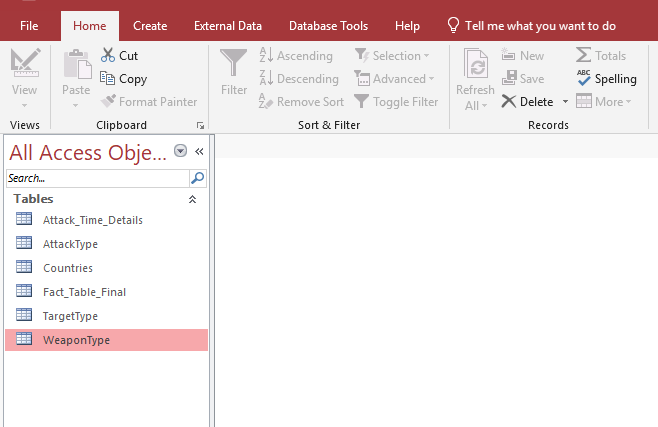 File Home Create External Data Database Tools Help Tell me what you want to do
View
Views
Paste
Cut
Copy
Format Painter
Clipboard
Filter
Ascending
Descending
Remove Sort
Selection
Advanced
Toggle Filter
Sort & Filter
Refresh
All
New
Save
Delete
Totals
ABC
Spelling
More
Records
All Access Obje...
Search...
Tables
Attack_Time_Details
AttackType
Countries
Fact_Table_Final
TargetType
WeaponType